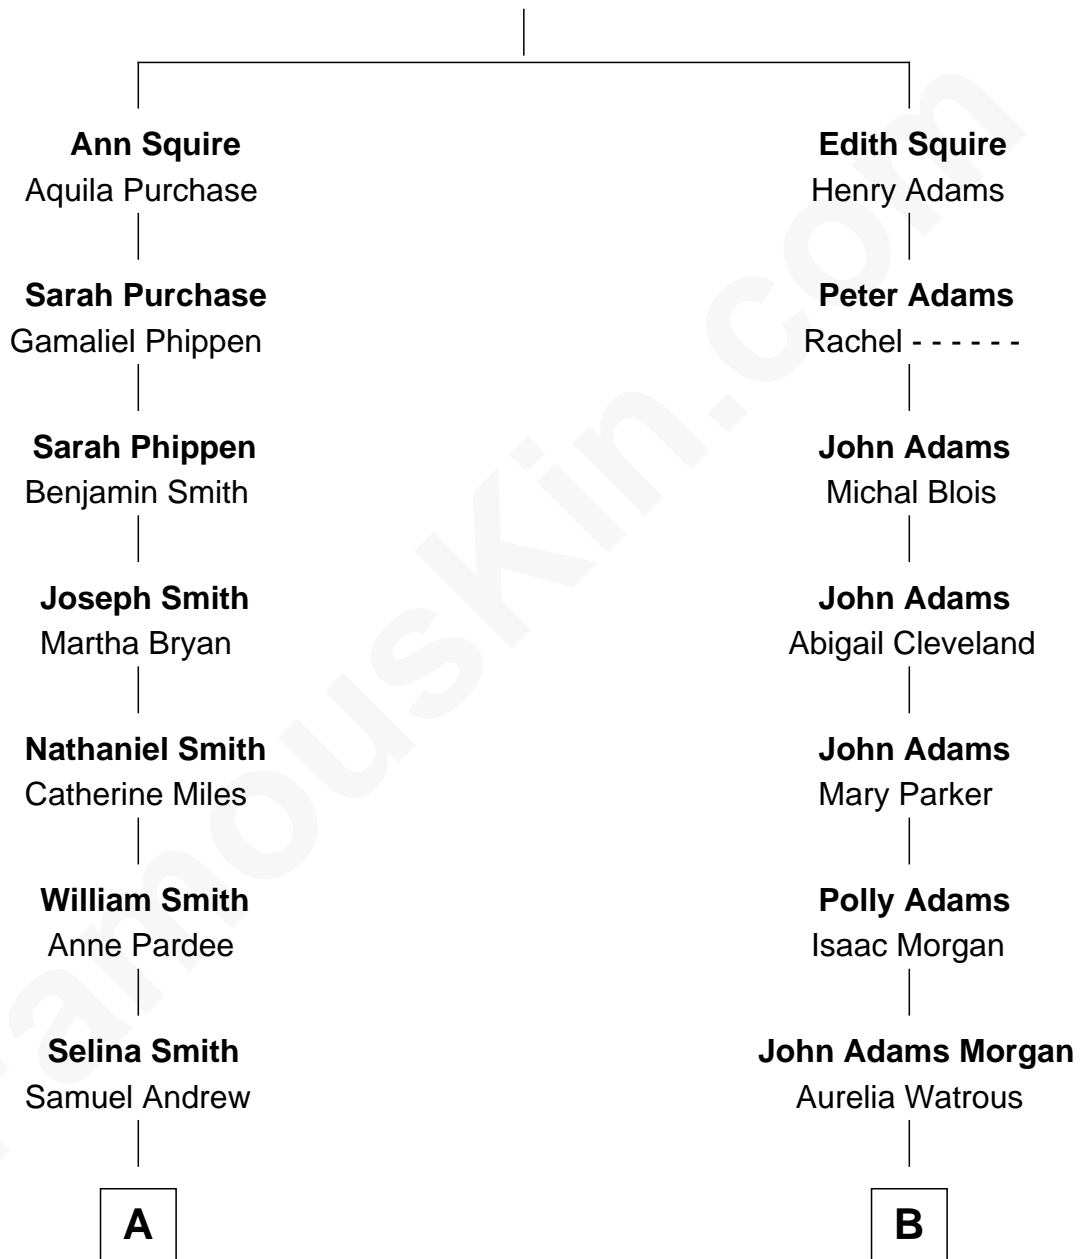 Ann Squire
Aquila Purchase
Sarah Purchase
Gamaliel Phippen
Sarah Phippen
Benjamin Smith
Joseph Smith
Martha Bryan
Nathaniel Smith
Catherine Miles
William Smith
Anne Pardee
Selina Smith
Samuel Andrew
A
Edith Squire
Henry Adams
Peter Adams
Rachel - - - - - -
John Adams
Michal Blois
John Adams
Abigail Cleveland
John Adams
Mary Parker
Polly Adams
Isaac Morgan
John Adams Morgan
Aurelia Watrous
B
FamousKin.com